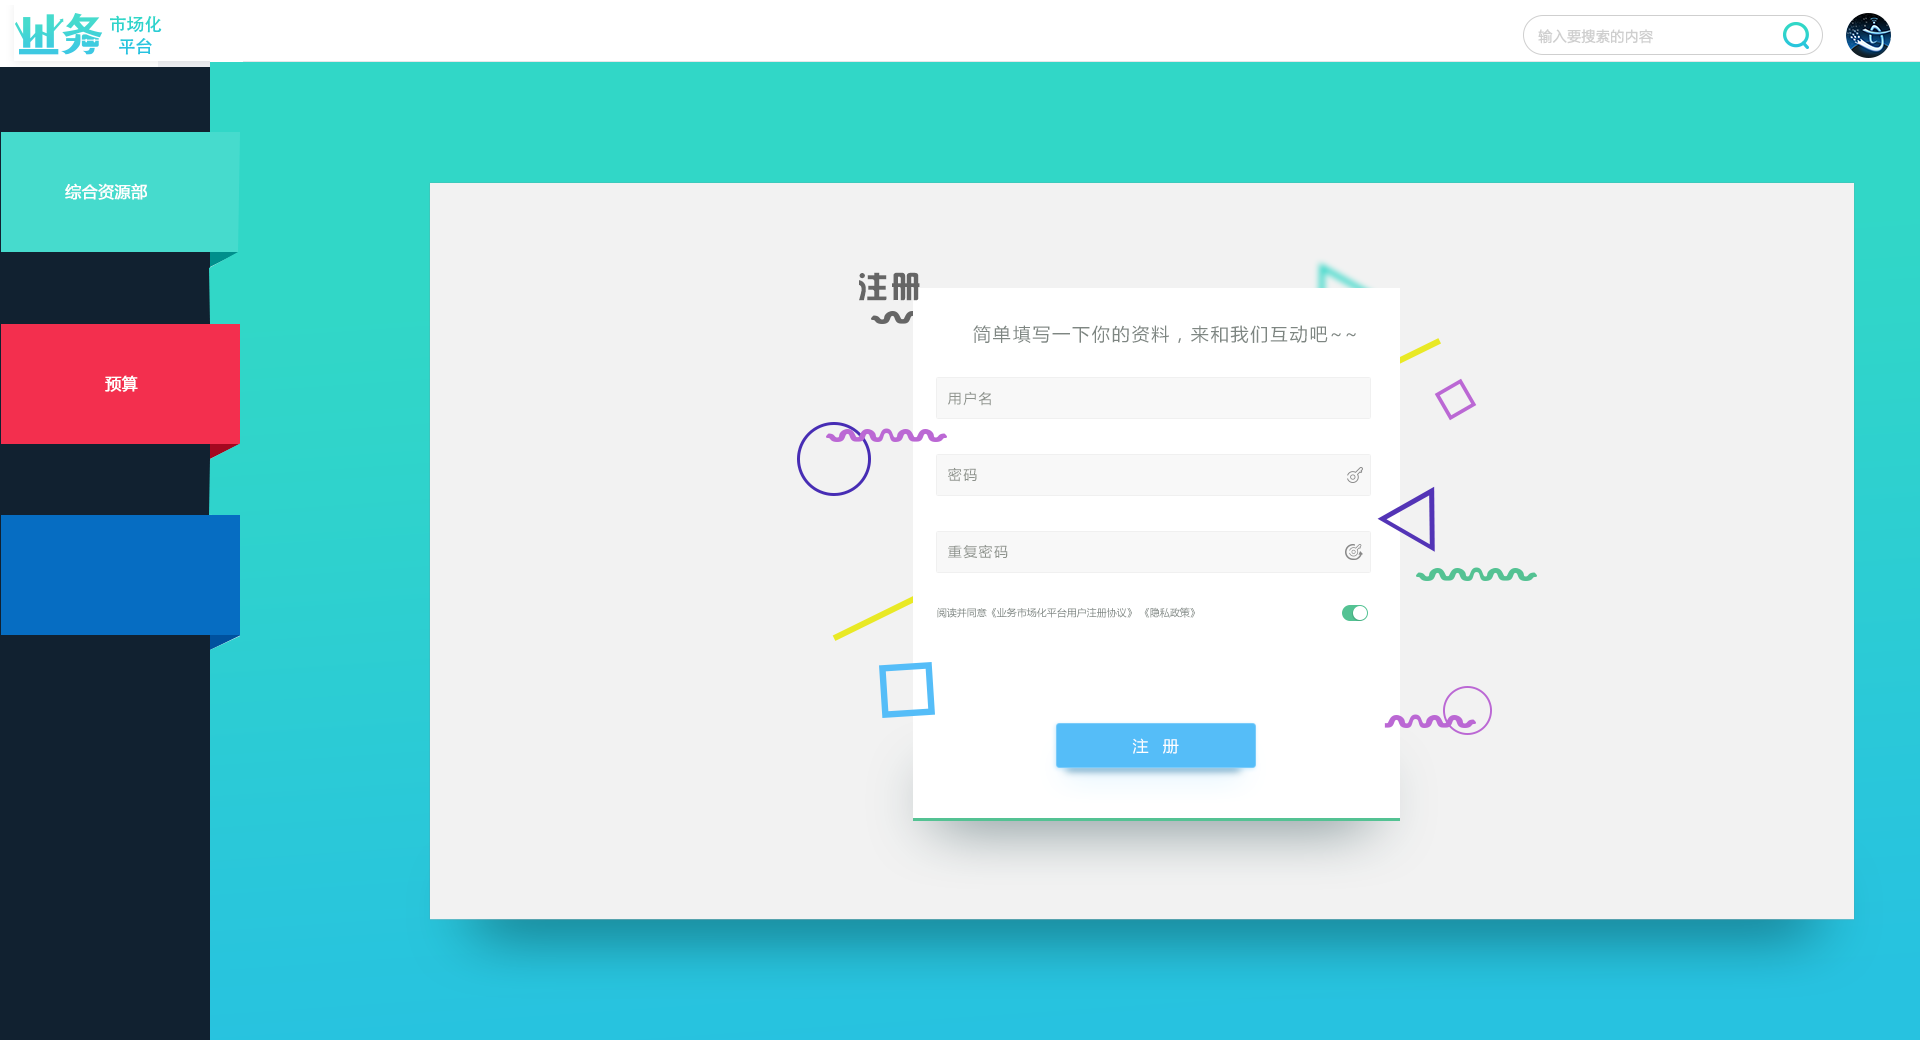 业务 市场化
平台
输入要搜索的内容
综合资源部
预算
注册
简单填写一下你的资料，来和我们互动吧~~
用户名
密码
重复密码
阅读并同意《业务市场化平台用户注册协议》《隐私政策》
注 册